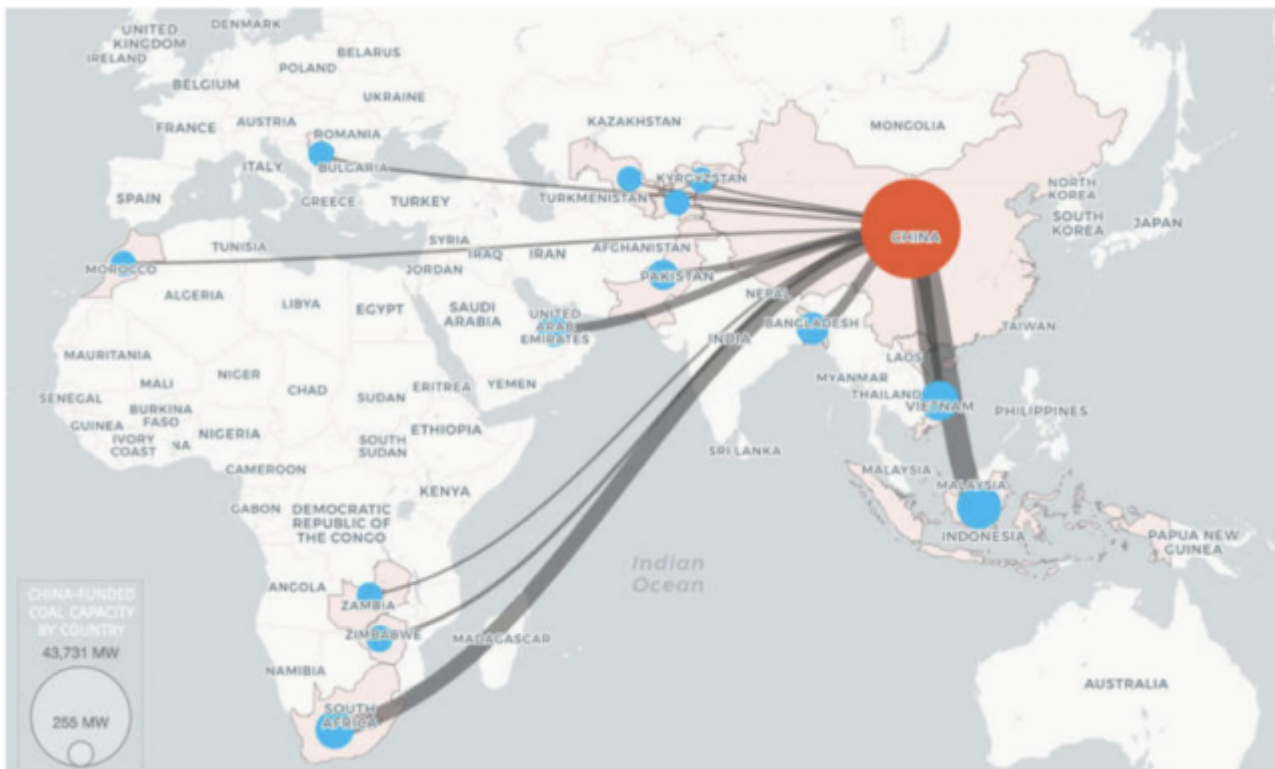 UNITED
KINGDOM
DENMARK
IRELAND
BELARUS
POLAND
BELGIUM
UKRAINE
KAZAKHSTAN
MONGOLIA
FRANCE
AUSTRIA
ROMANIA
ITALY
BULGARIA
KYRGYZSTAN
NORTH
KOREA
SPAIN
GREECE
TURKEY
TURKMENISTAN
SOUTH
KOREA
JAPAN
TUNISIA
SYRIA
IRAQ
IRAN
AFGHANISTAN
CHINA
MOROCCO
JORDAN
PAKISTAN
ALGERIA
LIBYA
EGYPT
SAUDI
ARABIA
UNITED
ARAB
EMIRATES
NEPAL
BANGLADESH
INDIA
TAIWAN
MAURITANIA
LAOS
MALI
NIGER
CHAD
SUDAN
ERITREA
YEMEN
MYANMAR
THAILAND
VIETNAM
PHILIPPINES
SENEGAL
BURKINA
FASO
GUINEA
IVORY
COAST
NA
NIGERIA
SOUTH
SUDAN
ETHIOPIA
SRI LANKA
CAMEROON
MALAYSIA
MALAYSIA
KENYA
GABON
DEMOCRATIC
REPUBLIC OF
THE CONGO
INDONESIA
PAPUA NEW
GUINEA
Indian
Ocean
ANGOLA
ZAMBIA
ZIMBABWE
MADAGASCAR
NAMIBIA
AUSTRALIA
SOUTH
AFRICA
CHINA-FUNDED
COAL CAPACITY
BY COUNTRY
43,731 MW
255 MW